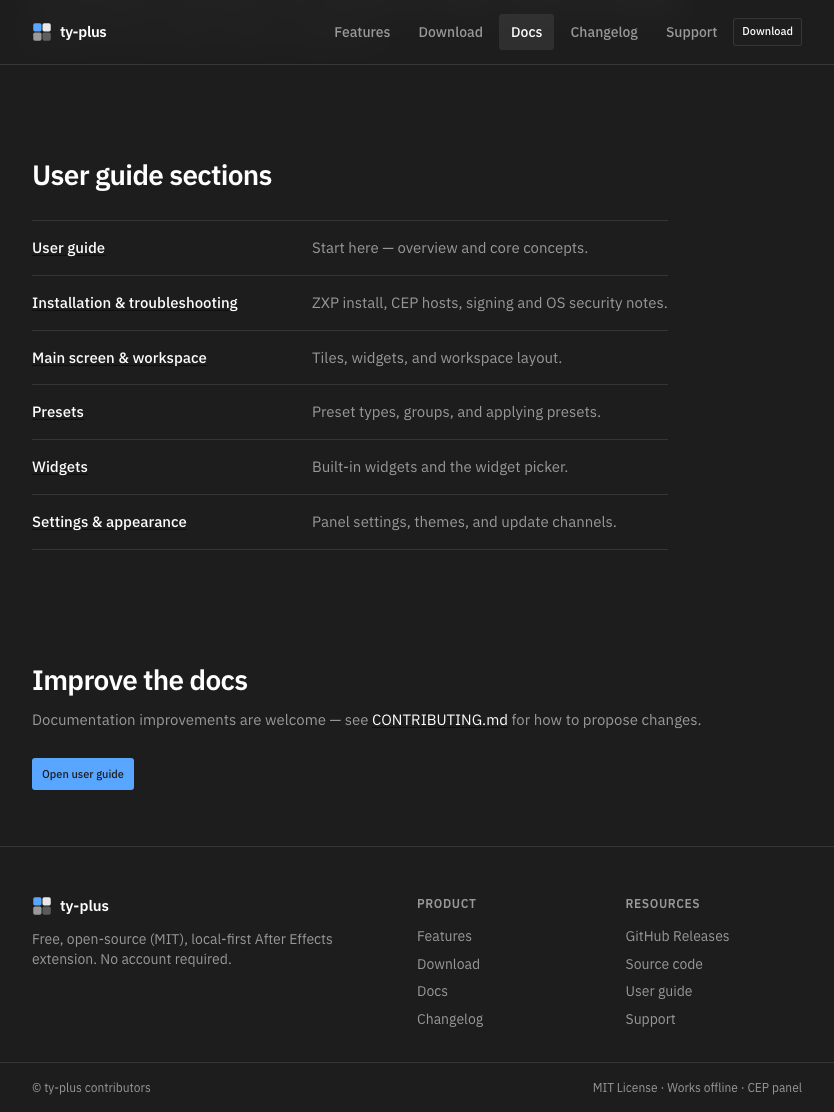 ty-plus
Features Download Docs Changelog Support Download
User guide sections
User guide Start here — overview and core concepts.
Installation & troubleshooting ZXP install, CEP hosts, signing and OS security notes.
Main screen & workspace Tiles, widgets, and workspace layout.
Presets Preset types, groups, and applying presets.
Widgets Built-in widgets and the widget picker.
Settings & appearance Panel settings, themes, and update channels.
Improve the docs
Documentation improvements are welcome — see CONTRIBUTING.md for how to propose changes.
Open user guide
ty-plus
Free, open-source (MIT), local-first After Effects
extension. No account required.
PRODUCT
Features
Download
Docs
Changelog
RESOURCES
GitHub Releases
Source code
User guide
Support
© ty-plus contributors
MIT License · Works offline · CEP panel